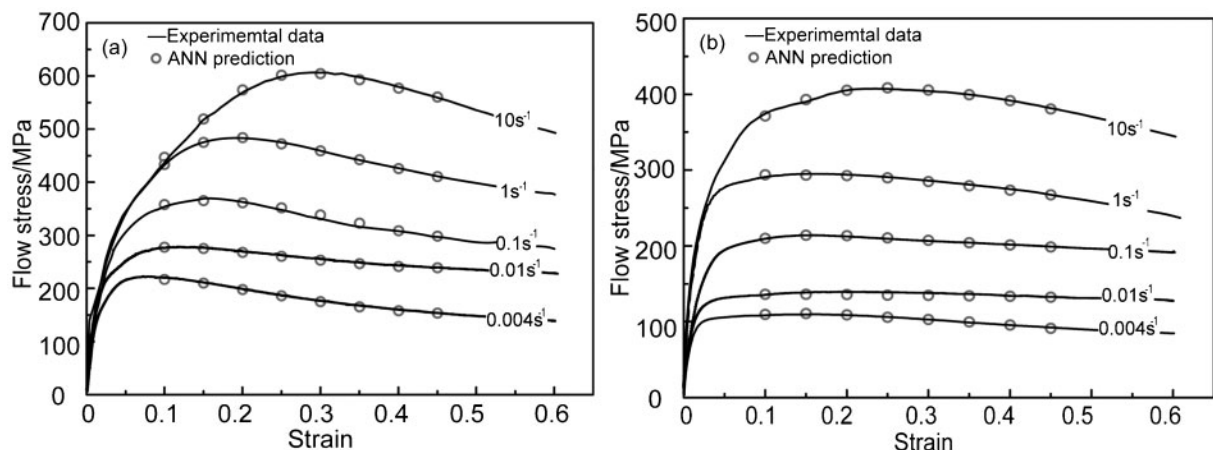 700
600
500
400
300
200
100
0
Flow stress/MPa
(a)
Experimemtal data
ANN prediction
10s⁻¹
1s⁻¹
0.1s⁻¹
0.01s⁻¹
0.004s⁻¹
0 0.1 0.2 0.3 0.4 0.5 0.6
Strain
500
400
300
200
100
0
Flow stress/MPa
(b)
Experimental data
ANN prediction
10s⁻¹
1s⁻¹
0.1s⁻¹
0.01s⁻¹
0.004s⁻¹
0 0.1 0.2 0.3 0.4 0.5 0.6
Strain